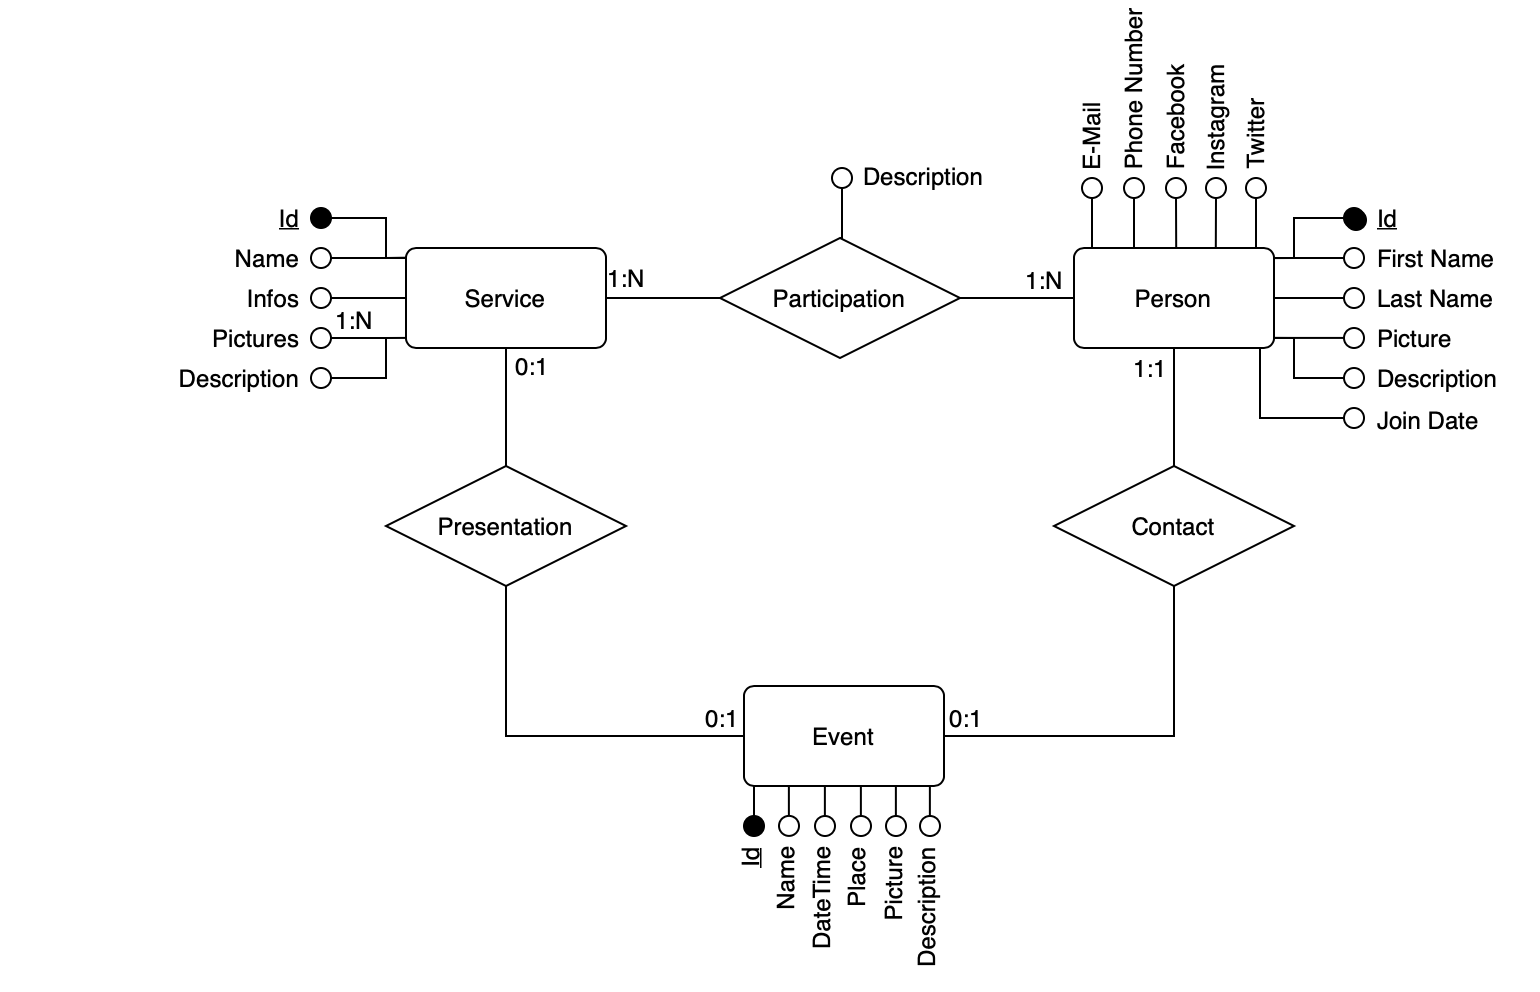 E-Mail
Phone Number
Facebook
Instagram
Twitter
Description
Id
Name
Infos
1:N
Pictures
Description
Service
1:N
Participation
1:N
Person
Id
First Name
Last Name
Picture
Description
Join Date
0:1
1:1
Presentation
Contact
0:1
Event
0:1
Id
Name
DateTime
Place
Picture
Description